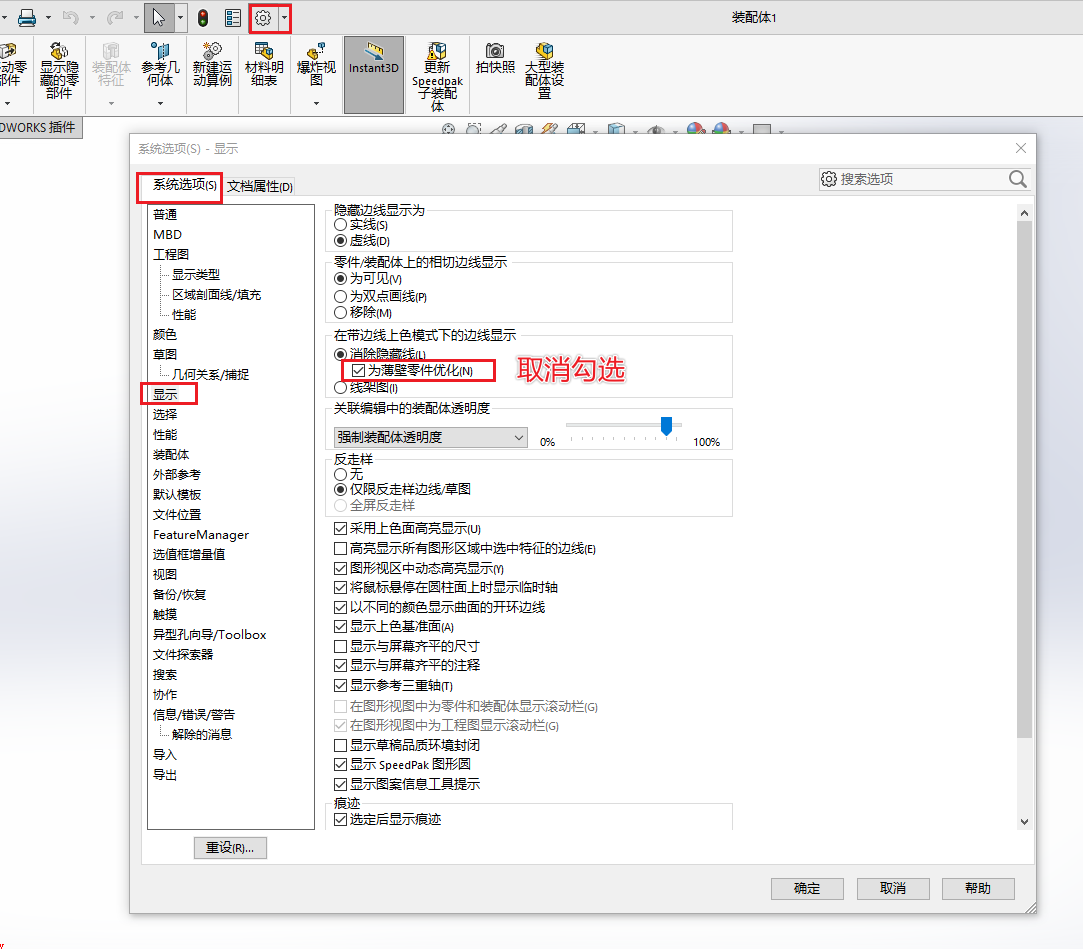 装配体1
动零
部件
显示隐
藏的零
部件
装配体
特征
参考几
何体
新建运
动算例
材料明
细表
爆炸视
图
Instant3D
更新
Speedpak
子装配
体
拍快照
大型装
配体设
置
DWORKS 插件
系统选项(S) - 显示
系统选项(S)
文档属性(D)
搜索选项
普通
MBD
工程图
显示类型
区域剖面线/填充
性能
颜色
草图
几何关系/捕捉
显示
选择
性能
装配体
外部参考
默认模板
文件位置
FeatureManager
选值框增量值
视图
备份/恢复
触摸
异型孔向导/Toolbox
文件探索器
搜索
协作
信息/错误/警告
解除的消息
导入
导出
重设(R)...
隐藏边线显示为
实线(S)
虚线(D)
零件/装配体上的相切边线显示
为可见(V)
为双点画线(P)
移除(M)
在带边线上色模式下的边线显示
消除隐藏线(L)
为薄壁零件优化(N)
取消勾选
线架图(I)
关联编辑中的装配体透明度
强制装配体透明度
0%
100%
反走样
无
仅限反走样边线/草图
全屏反走样
采用上色面高亮显示(U)
高亮显示所有图形区域中选中特征的边线(E)
图形视区中动态高亮显示(Y)
将鼠标悬停在圆柱面上时显示临时轴
以不同的颜色显示曲面的开环边线
显示上色基准面(A)
显示与屏幕齐平的尺寸
显示与屏幕齐平的注释
显示参考三重轴(T)
在图形视图中为零件和装配体显示滚动栏(G)
在图形视图中为工程图显示滚动栏(G)
显示草稿品质环境封闭
显示 SpeedPak 图形圆
显示图案信息工具提示
痕迹
选定后显示痕迹
确定
取消
帮助